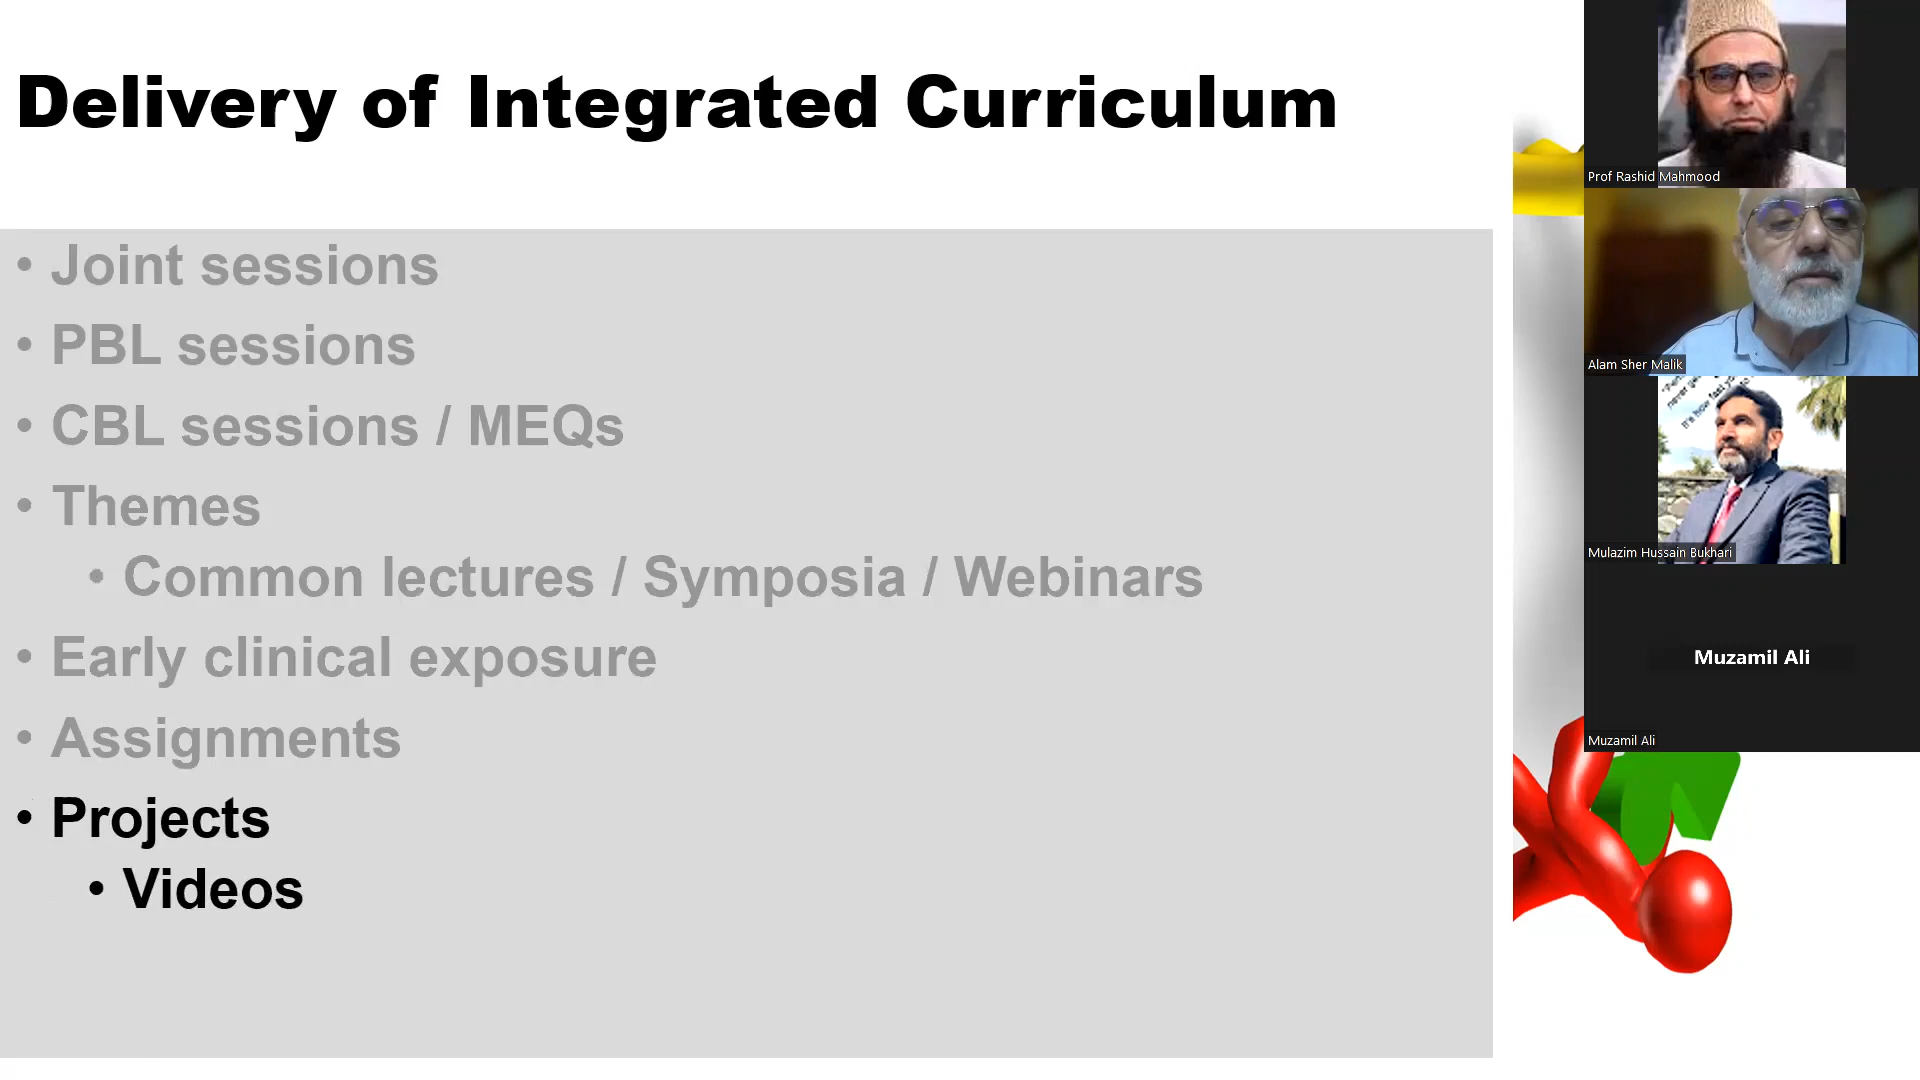 Delivery of Integrated Curriculum
• Joint sessions
• PBL sessions
• CBL sessions / MEQs
• Themes
• Common lectures / Symposia / Webinars
• Early clinical exposure
• Assignments
• Projects
• Videos
Prof Rashid Mahmood
Alam Sher Malik
Mulazim Hussain Bukhari
Muzamil Ali
Muzamil Ali